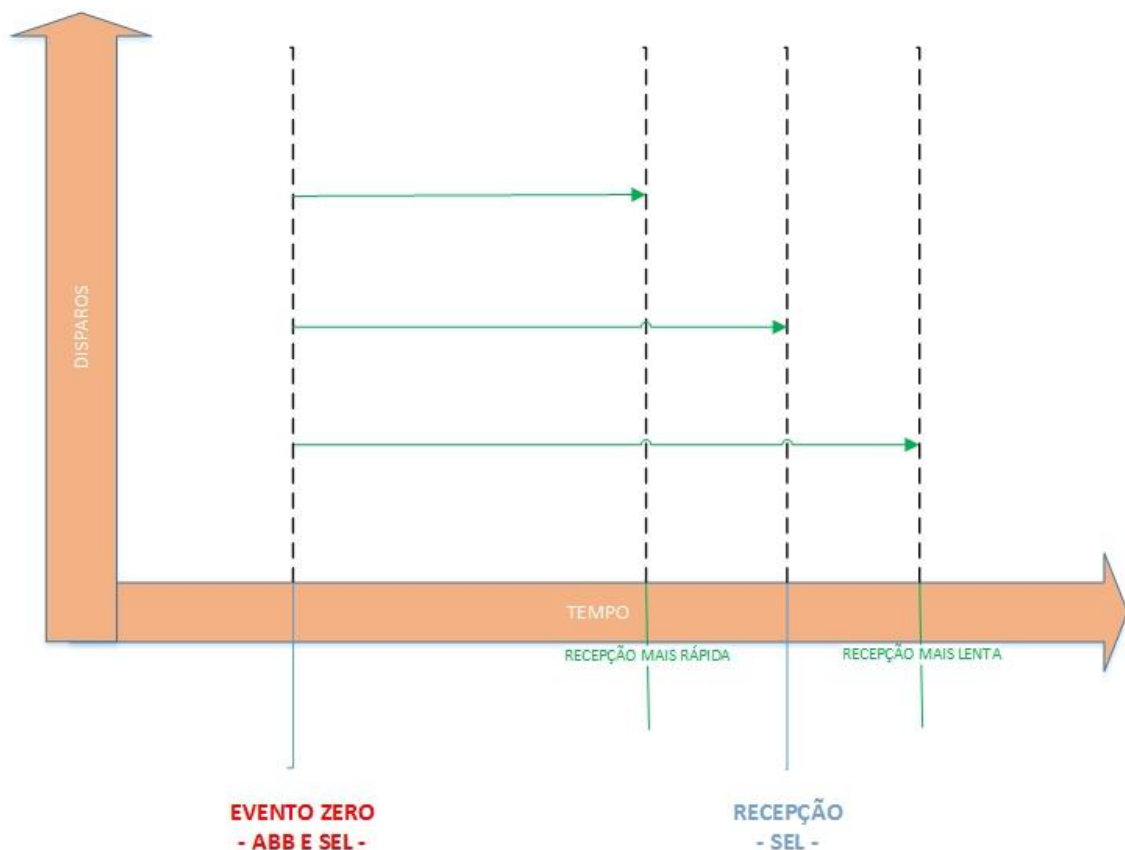 DISPAROS
TEMPO
RECEPÇÃO MAIS RÁPIDA
RECEPÇÃO MAIS LENTA
EVENTO ZERO
- ABB E SEL -
RECEPÇÃO
- SEL -